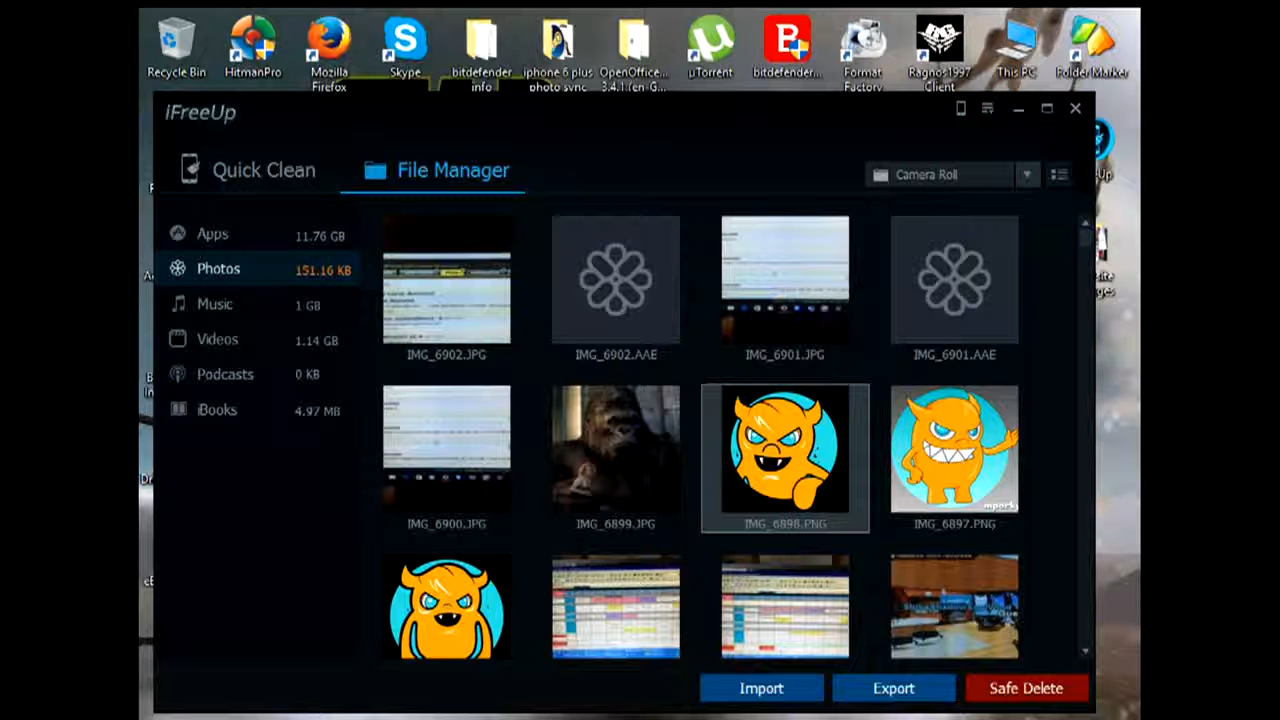 Recycle Bin
HitmanPro
Mozilla
Firefox
Skype
bitdefender
info
iphone 6 plus
photo sync
OpenOffice...
3.4.1 (en-G...
µTorrent
bitdefender...
Format
Factory
Ragnos1997
Client
This PC
Folder Marker
iFreeUp
Quick Clean
File Manager
Camera Roll
Apps 11.76 GB
Photos 151.16 KB
Music 1 GB
Videos 1.14 GB
Podcasts 0 KB
iBooks 4.97 MB
IMG_6902.JPG
IMG_6902.AAE
IMG_6901.JPG
IMG_6901.AAE
IMG_6900.JPG
IMG_6899.JPG
IMG_6898.PNG
IMG_6897.PNG
Import
Export
Safe Delete